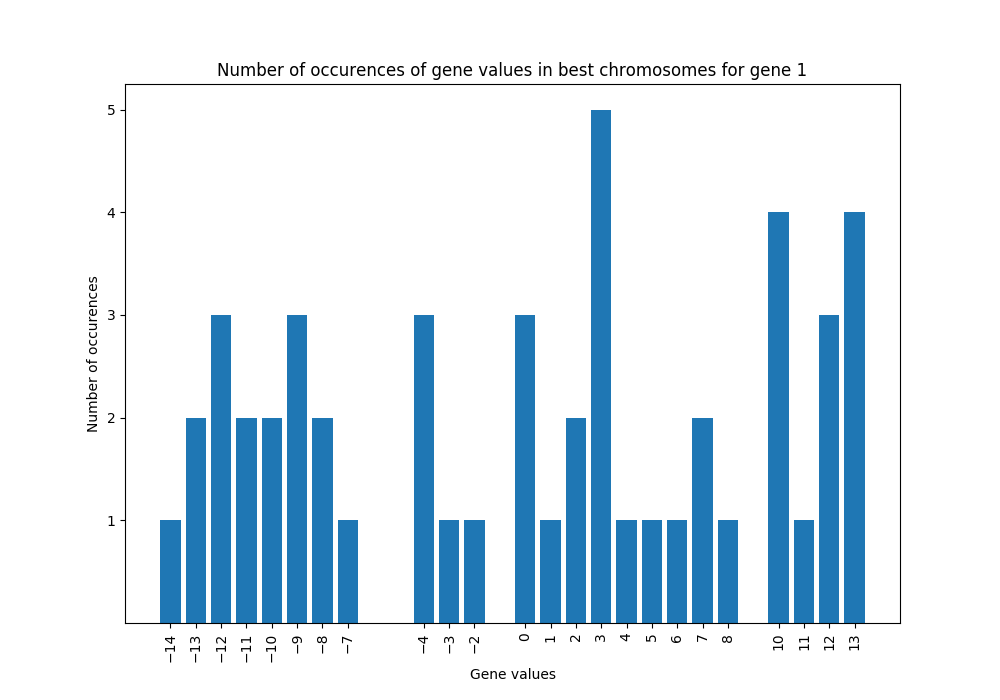 Number of occurences of gene values in best chromosomes for gene 1
5
4
3
2
1
Number of occurences
−14 −13 −12 −11 −10 −9 −8 −7 −4 −3 −2 0 1 2 3 4 5 6 7 8 10 11 12 13
Gene values